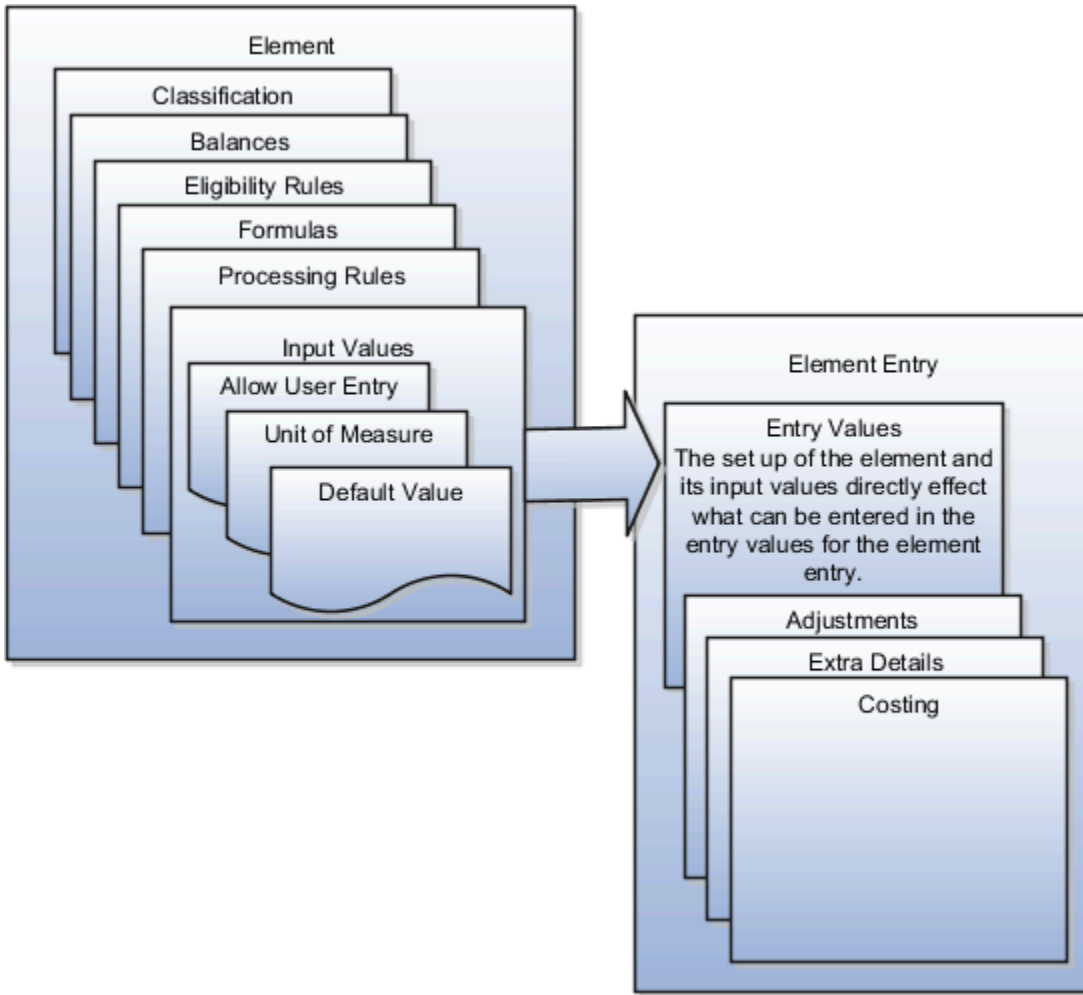 Element
Classification
Balances
Eligibility Rules
Formulas
Processing Rules
Input Values
Allow User Entry
Unit of Measure
Default Value
Element Entry
Entry Values
The set up of the element and
its input values directly effect
what can be entered in the
entry values for the element
entry.
Adjustments
Extra Details
Costing